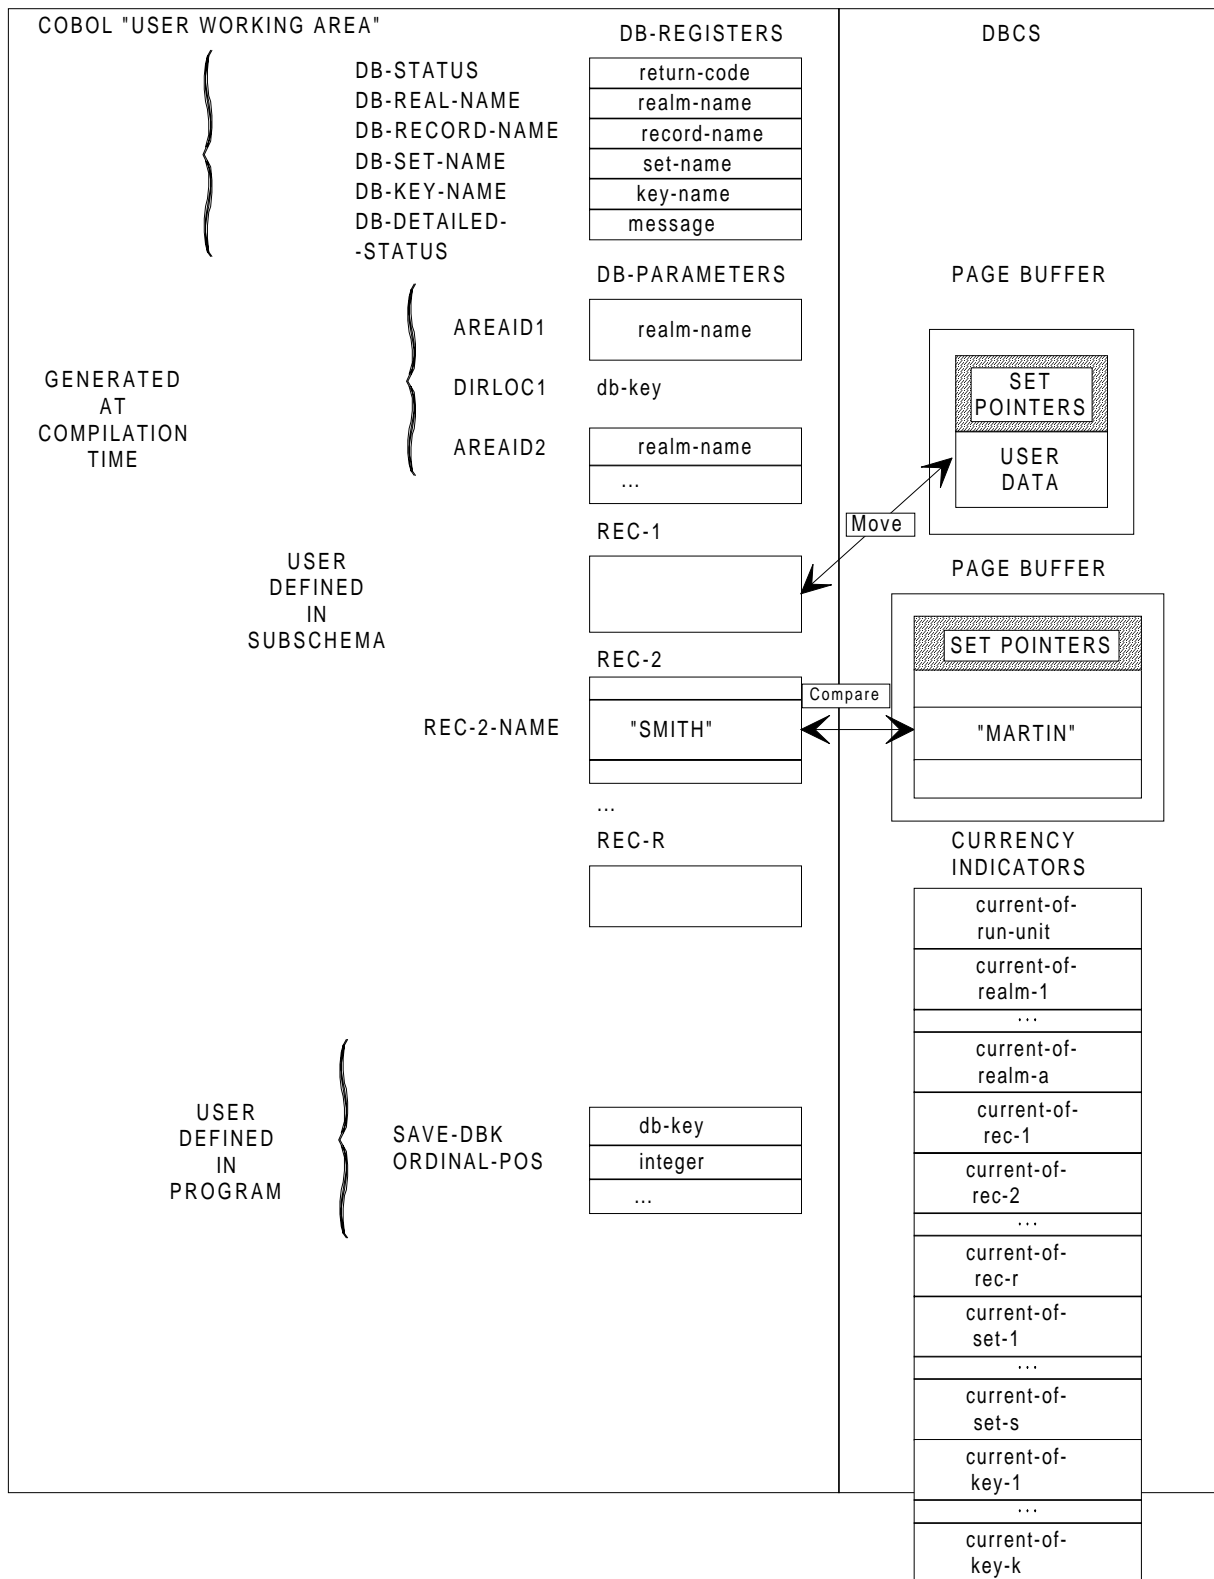 COBOL "USER WORKING AREA"
DB-REGISTERS
DBCS
DB-STATUS
return-code
DB-REAL-NAME
realm-name
DB-RECORD-NAME
record-name
DB-SET-NAME
set-name
DB-KEY-NAME
key-name
DB-DETAILED-
-STATUS
message
DB-PARAMETERS
AREAID1
realm-name
DIRLOC1
db-key
AREAID2
realm-name
...
GENERATED
AT
COMPILATION
TIME
PAGE BUFFER
SET
POINTERS
USER
DATA
Move
REC-1
USER
DEFINED
IN
SUBSCHEMA
PAGE BUFFER
SET POINTERS
REC-2
Compare
REC-2-NAME
"SMITH"
"MARTIN"
...
REC-R
CURRENCY
INDICATORS
current-of-
run-unit
current-of-
realm-1
...
current-of-
realm-a
current-of-
rec-1
current-of-
rec-2
...
current-of-
rec-r
current-of-
set-1
...
current-of-
set-s
current-of-
key-1
...
current-of-
key-k
USER
DEFINED
IN
PROGRAM
SAVE-DBK
db-key
ORDINAL-POS
integer
...